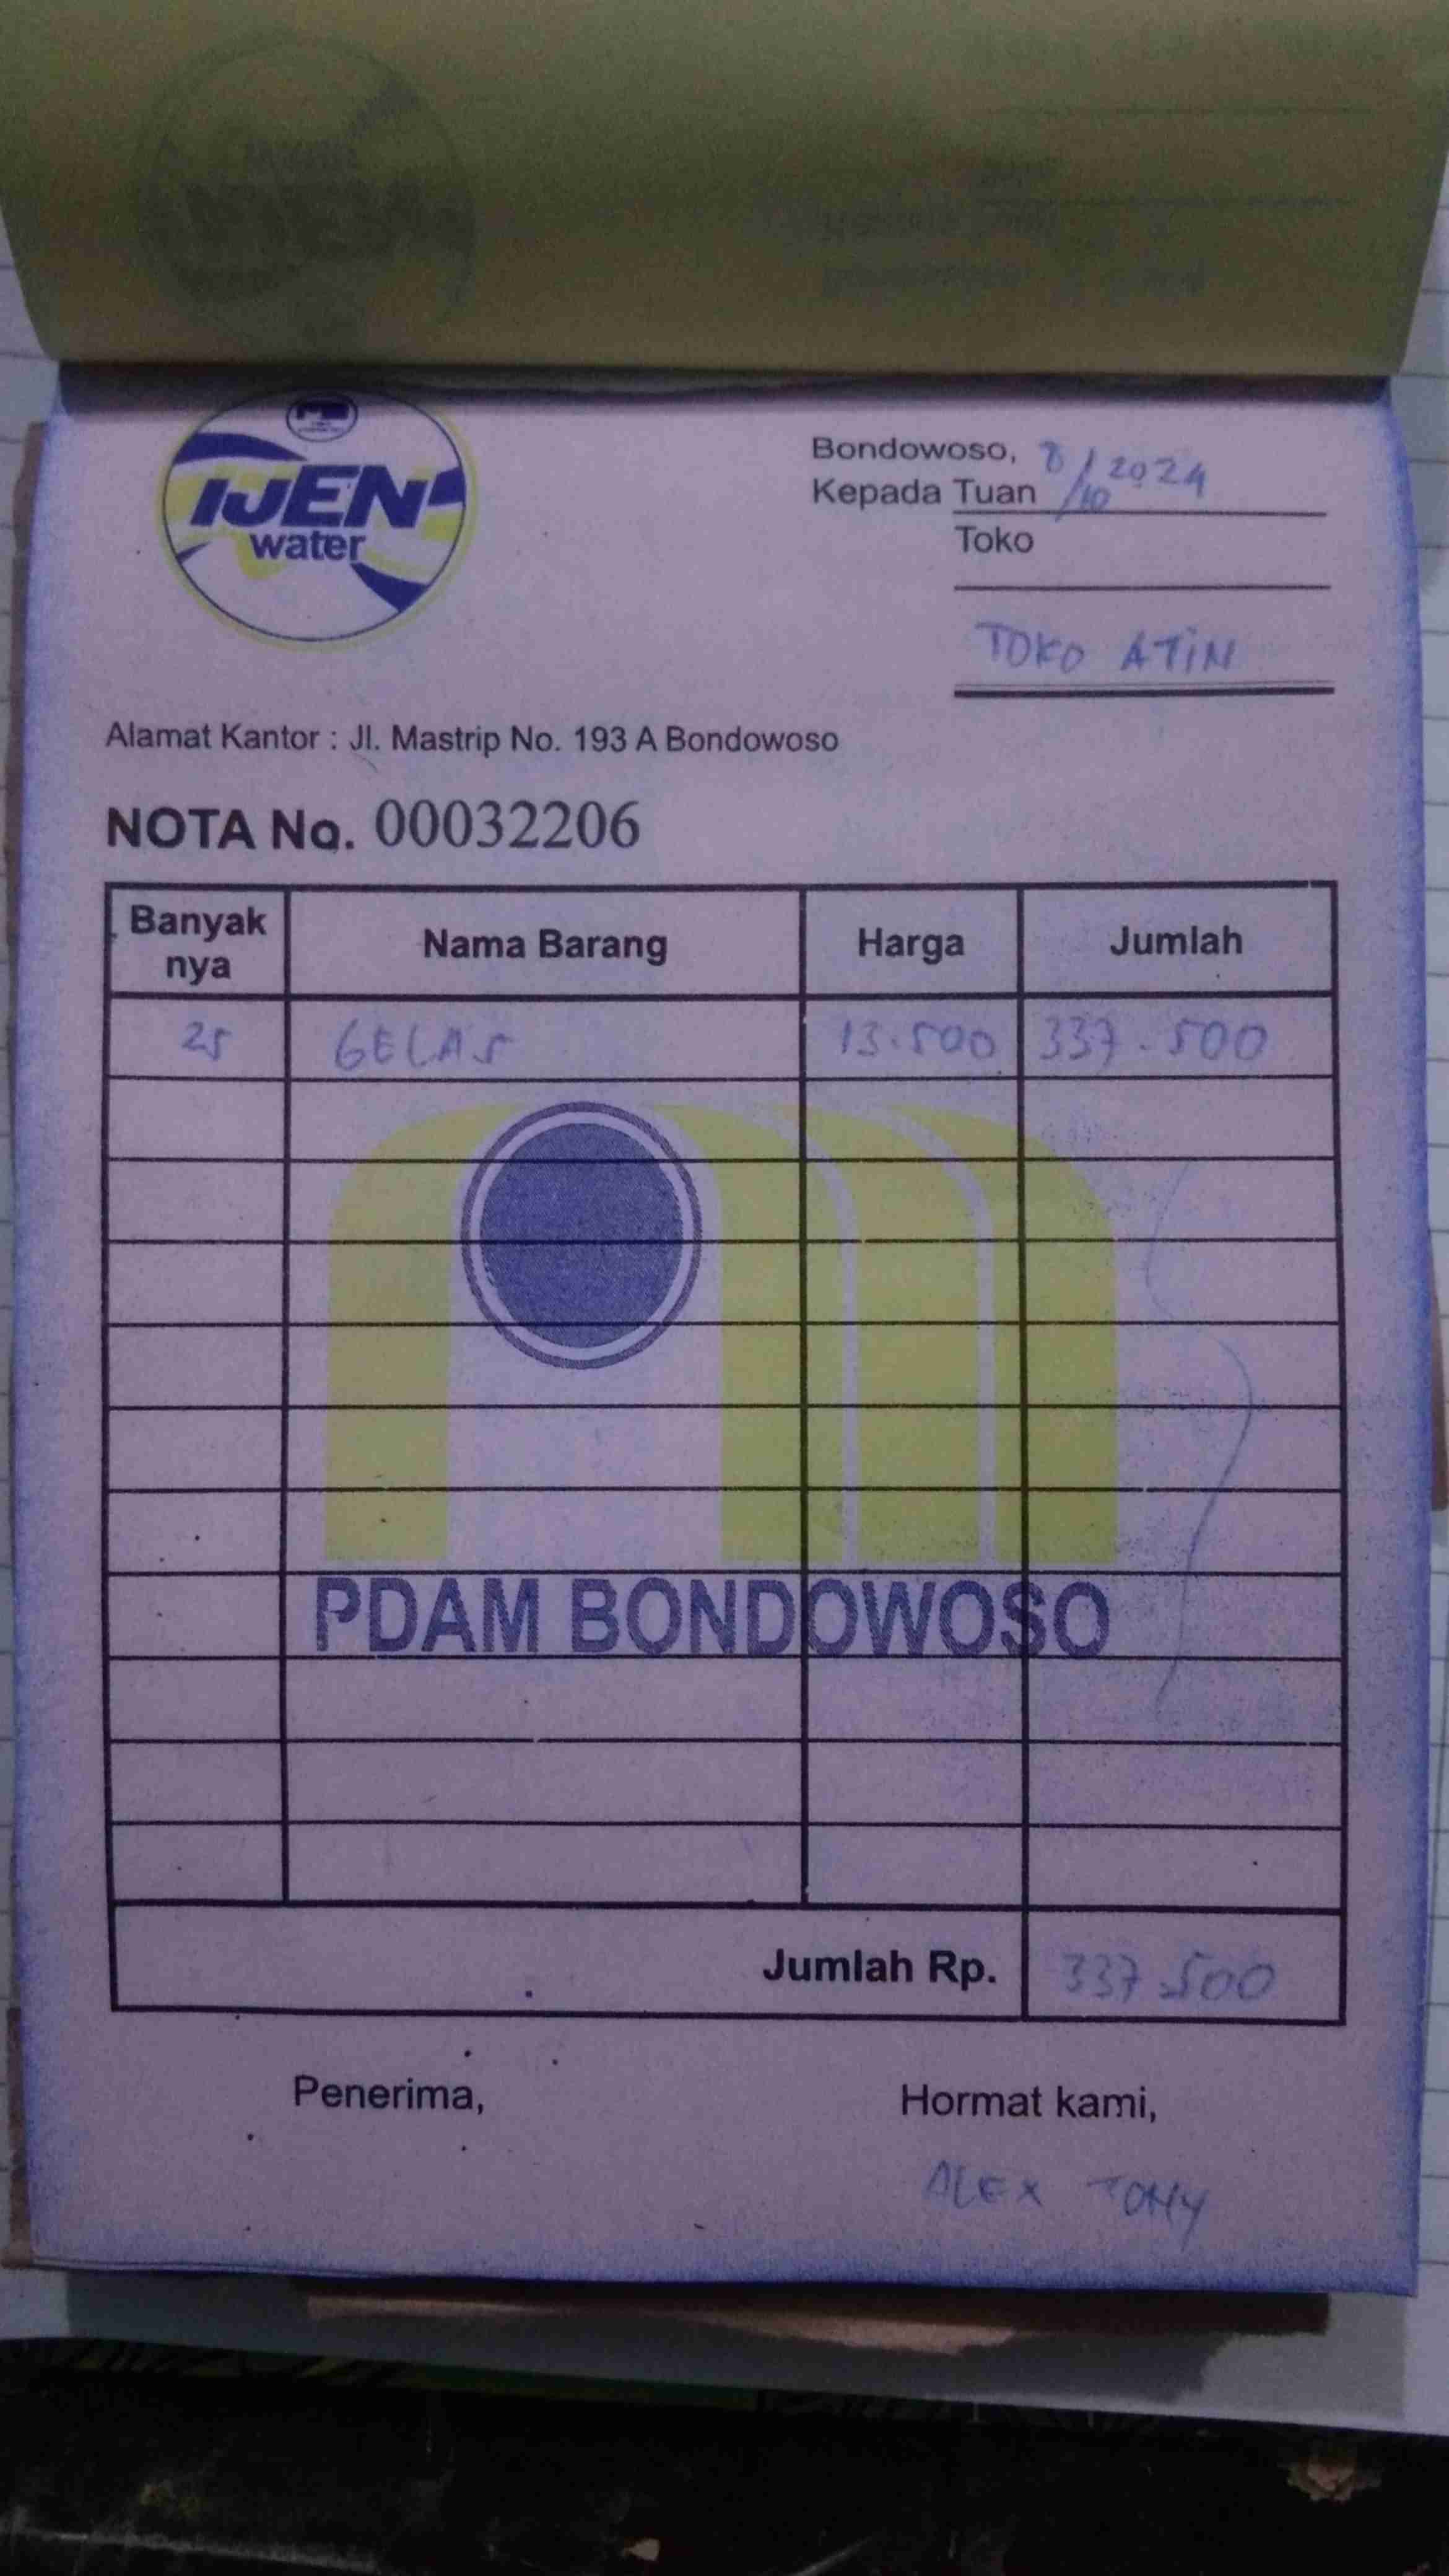 IJEN
water
Bondowoso, 8/10 2024
Kepada Tuan
Toko
TOKO ATIN
Alamat Kantor : Jl. Mastrip No. 193 A Bondowoso
NOTA No. 00032206
Banyak nya Nama Barang Harga Jumlah
25 GELAS 13.500 337.500
PDAM BONDOWOSO
Jumlah Rp. 337.500
Penerima, Hormat kami,
ALEX TONY